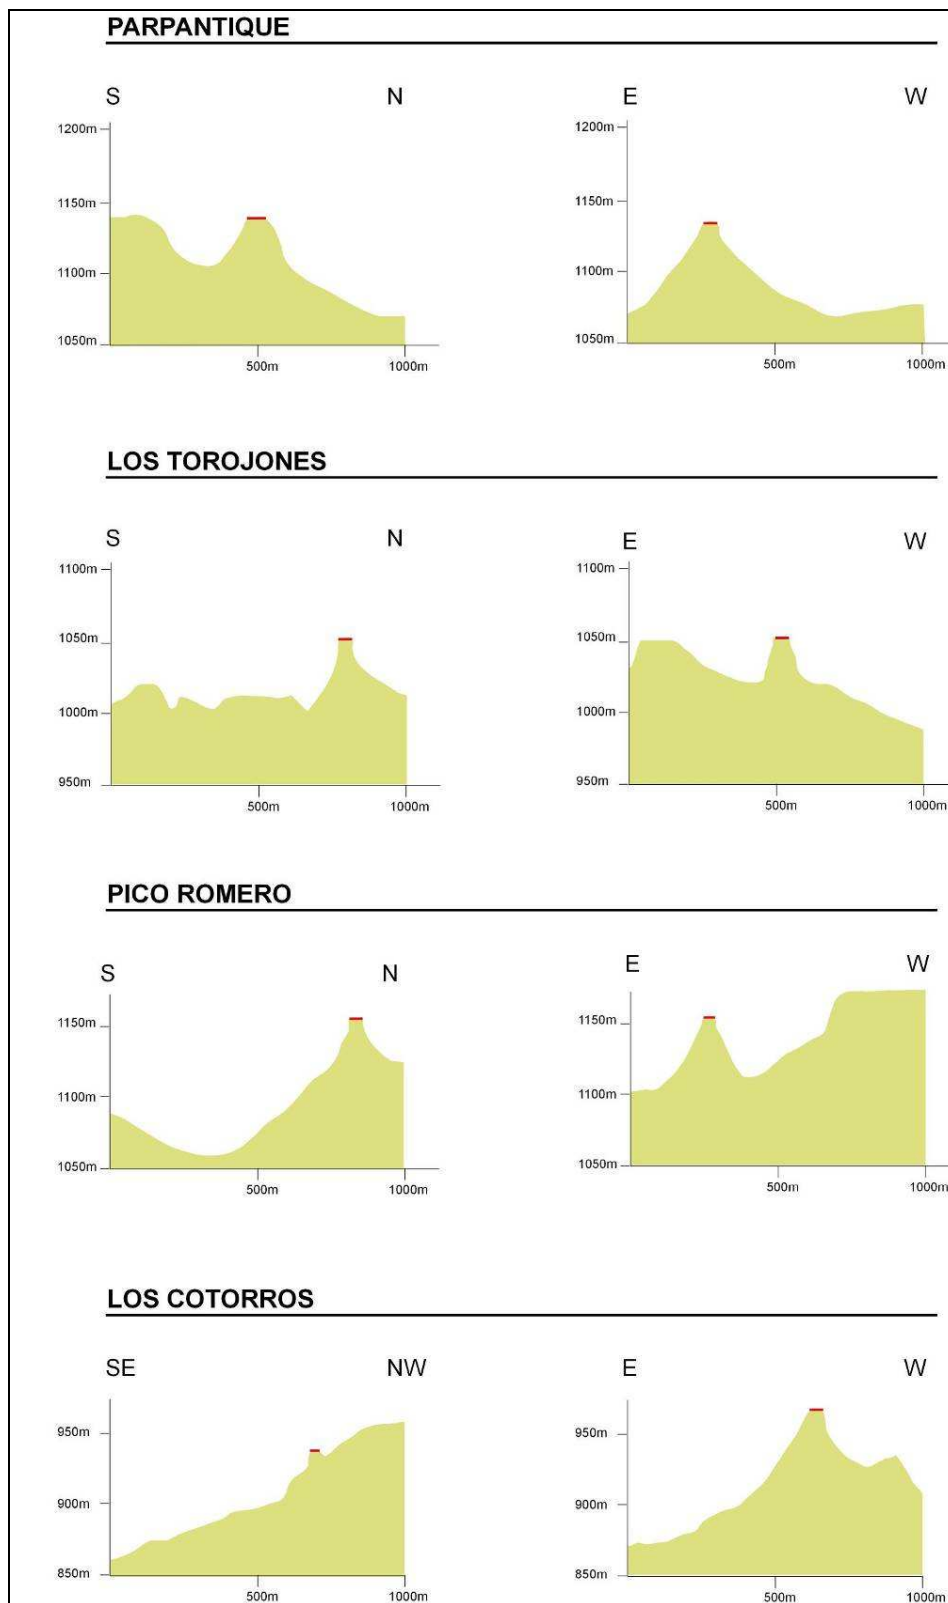 PARPANTIQUE
S N E W
1200m 1200m
1150m 1150m
1100m 1100m
1050m 1050m
500m 1000m 500m 1000m
LOS TOROJONES
S N E W
1100m 1100m
1050m 1050m
1000m 1000m
950m 950m
500m 1000m 500m 1000m
PICO ROMERO
S N E W
1150m 1150m
1100m 1100m
1050m 1050m
500m 1000m 500m 1000m
LOS COTORROS
SE NW E W
950m 950m
900m 900m
850m 850m
500m 1000m 500m 1000m